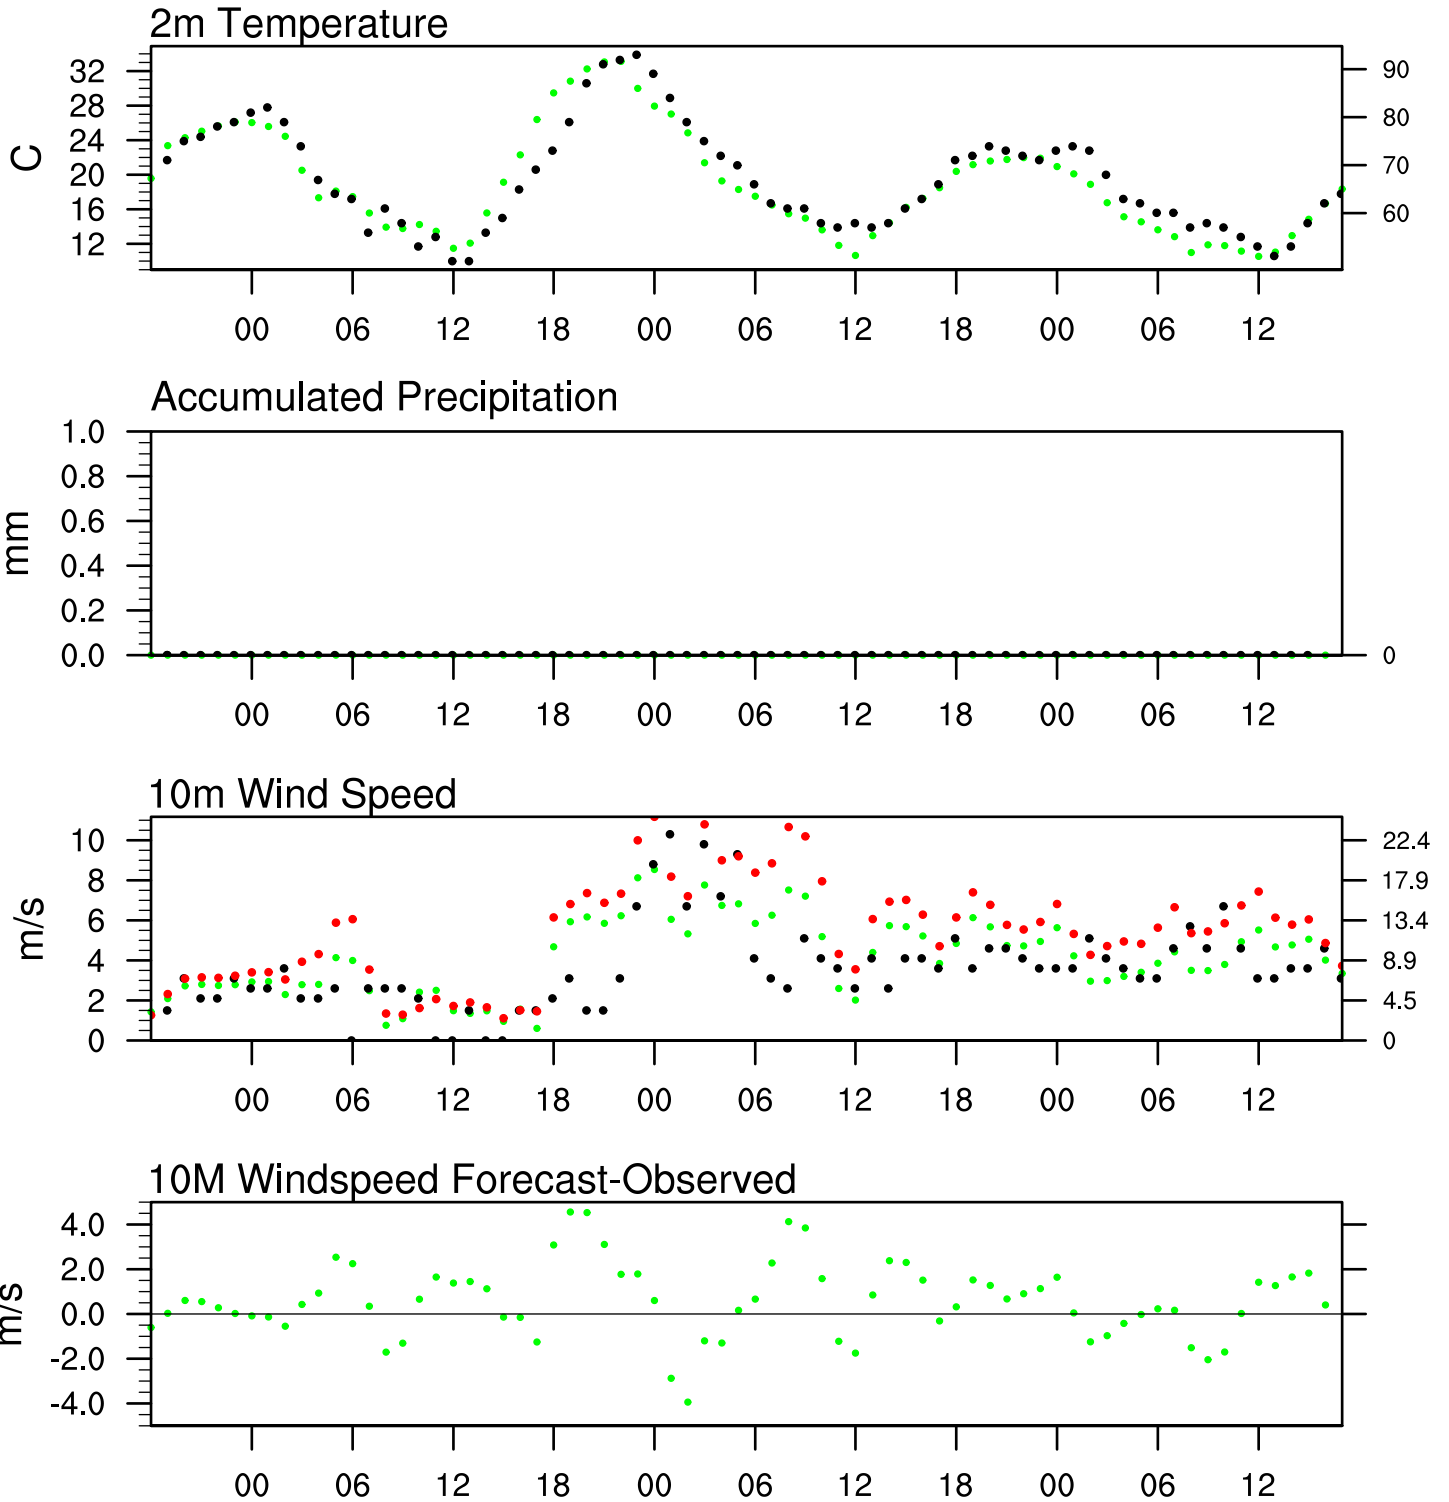 2m Temperature
32
28
24
20
16
12
C
90
80
70
60
00 06 12 18 00 06 12 18 00 06 12
Accumulated Precipitation
1.0
0.8
0.6
0.4
0.2
0.0
mm
0
00 06 12 18 00 06 12 18 00 06 12
10m Wind Speed
10
8
6
4
2
0
m/s
22.4
17.9
13.4
8.9
4.5
0
00 06 12 18 00 06 12 18 00 06 12
10M Windspeed Forecast-Observed
4.0
2.0
0.0
-2.0
-4.0
m/s
00 06 12 18 00 06 12 18 00 06 12